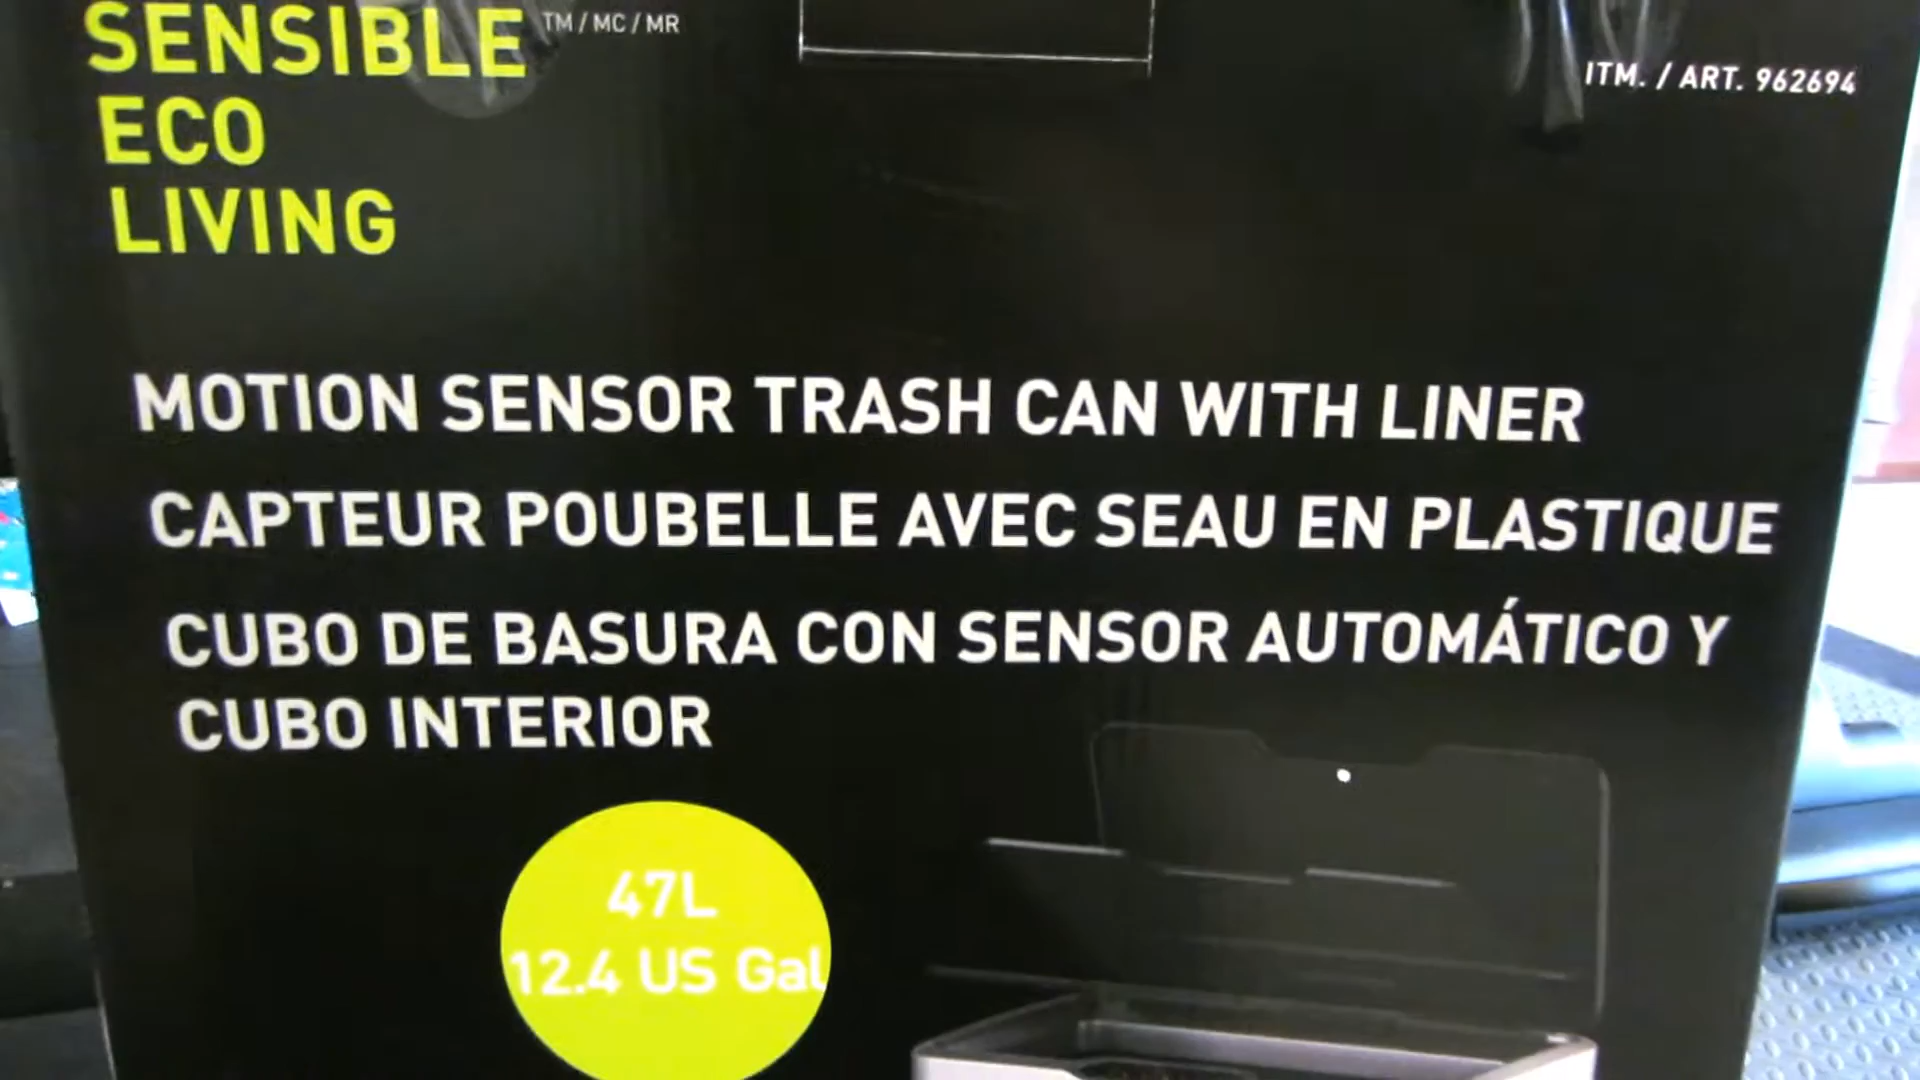 SENSIBLE TM/MC/MR
ECO
LIVING
ITM. / ART. 962694
MOTION SENSOR TRASH CAN WITH LINER
CAPTEUR POUBELLE AVEC SEAU EN PLASTIQUE
CUBO DE BASURA CON SENSOR AUTOMÁTICO Y
CUBO INTERIOR
47L
12.4 US Gal